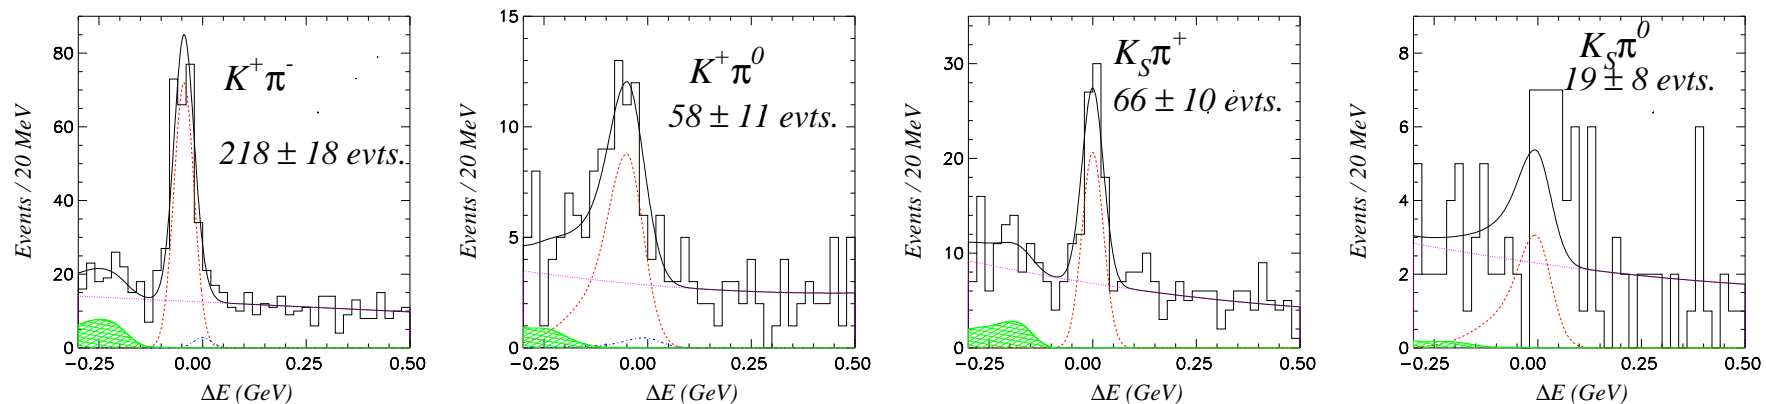 80
60
40
20
0
Events / 20 MeV
K⁺π⁻
218 ± 18 evts.
−0.25 0.00 0.25 0.50
ΔE (GeV)
15
10
5
0
Events / 20 MeV
K⁺π⁰
58 ± 11 evts.
−0.25 0.00 0.25 0.50
ΔE (GeV)
30
20
10
0
Events / 20 MeV
K_Sπ⁺
66 ± 10 evts.
−0.25 0.00 0.25 0.50
ΔE (GeV)
8
6
4
2
0
Events / 20 MeV
K_Sπ⁰
19 ± 8 evts.
−0.25 0.00 0.25 0.50
ΔE (GeV)